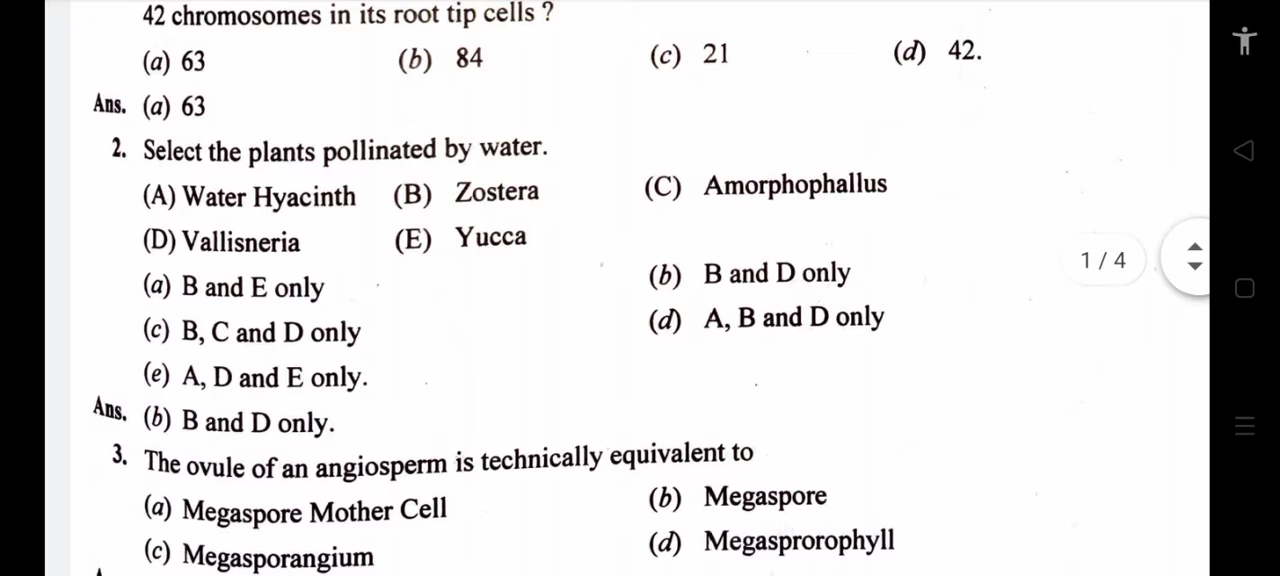 42 chromosomes in its root tip cells ?
(a) 63 (b) 84 (c) 21 (d) 42.
Ans. (a) 63
2. Select the plants pollinated by water.
(A) Water Hyacinth (B) Zostera (C) Amorphophallus
(D) Vallisneria (E) Yucca
(a) B and E only (b) B and D only
(c) B, C and D only (d) A, B and D only
(e) A, D and E only.
Ans. (b) B and D only.
3. The ovule of an angiosperm is technically equivalent to
(a) Megaspore Mother Cell (b) Megaspore
(c) Megasporangium (d) Megasprorophyll
1 / 4